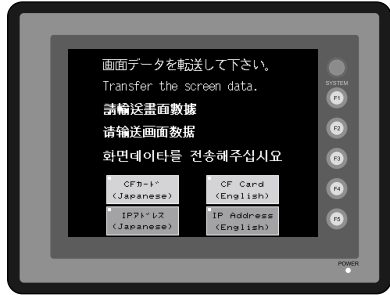 画面データを転送して下さい。
Transfer the screen data.
請輸送畫面數據
请输送画面数据
화면데이타를 전송해주십시요
SYSTEM
F1
F2
F3
F4
F5
CFｶｰﾄﾞ
(Japanese)
CF Card
(English)
IPｱﾄﾞﾚｽ
(Japanese)
IP Address
(English)
POWER